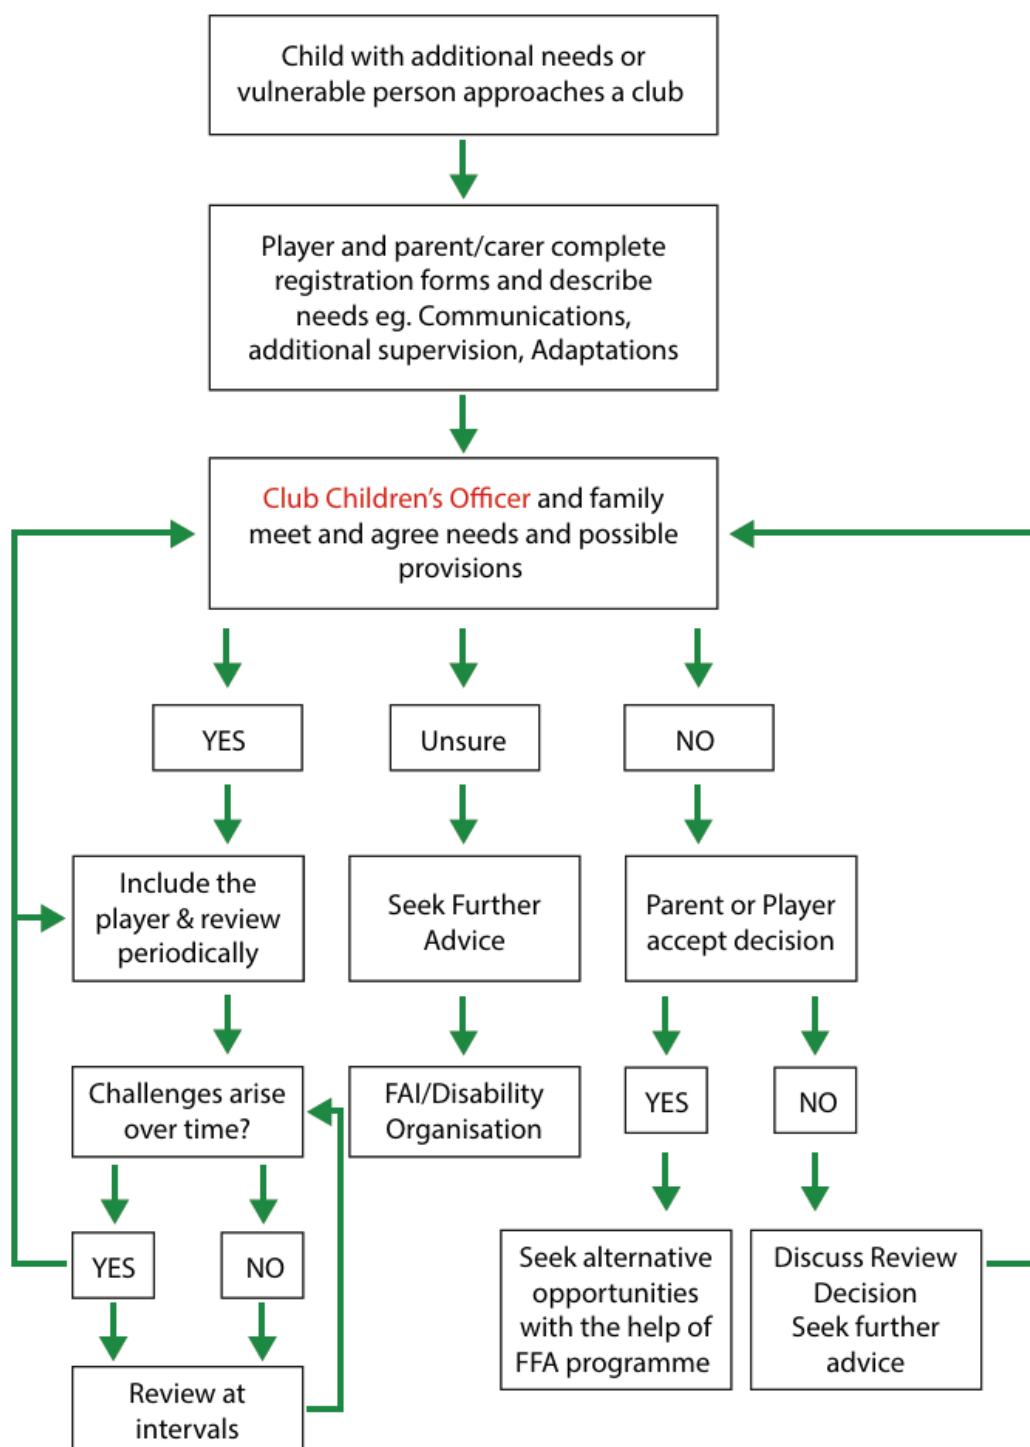 Child with additional needs or
vulnerable person approaches a club
Player and parent/carer complete
registration forms and describe
needs eg. Communications,
additional supervision, Adaptations
Club Children's Officer and family
meet and agree needs and possible
provisions
YES
Unsure
NO
Include the
player & review
periodically
Seek Further
Advice
Parent or Player
accept decision
Challenges arise
over time?
FAI/Disability
Organisation
YES
NO
YES
NO
Seek alternative
opportunities
with the help of
FFA programme
Discuss Review
Decision
Seek further
advice
Review at
intervals